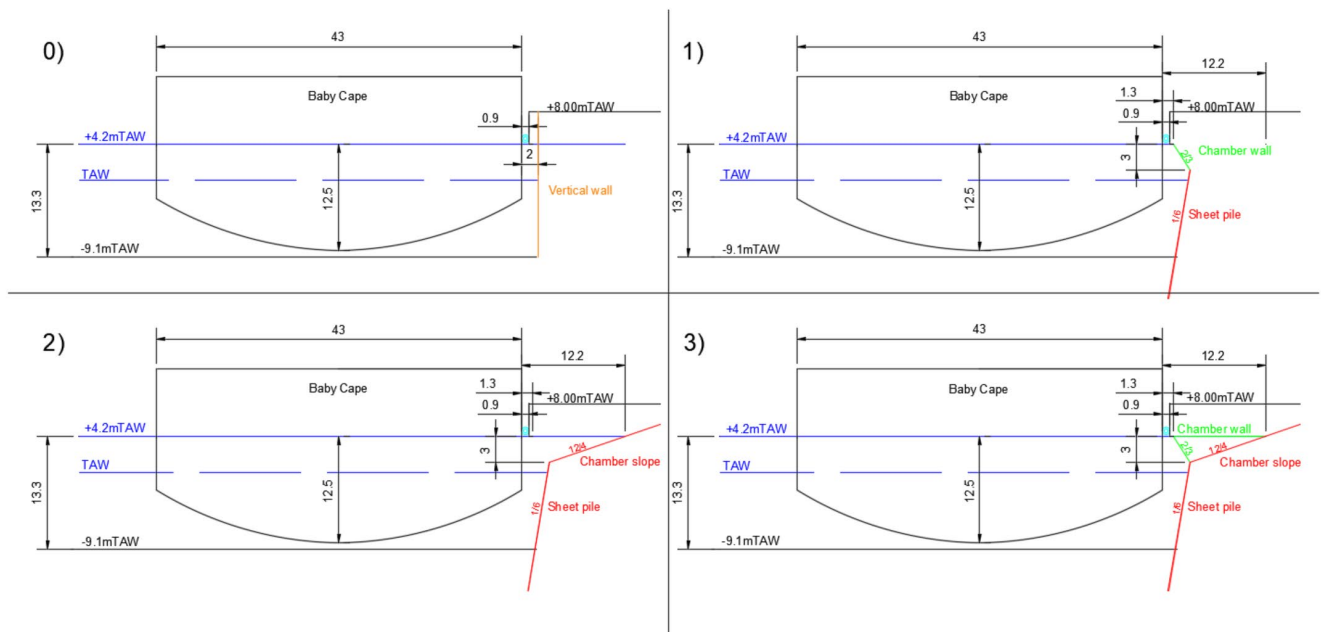 0)
43
Baby Cape
+8.00mTAW
0.9
+4.2mTAW
2
TAW
13.3
12.5
Vertical wall
-9.1mTAW
1)
43
12.2
Baby Cape
1.3
+8.00mTAW
0.9
+4.2mTAW
Chamber wall
3
2/3
TAW
13.3
12.5
Sheet pile
1/6
-9.1mTAW
2)
43
12.2
Baby Cape
1.3
+8.00mTAW
0.9
+4.2mTAW
3
12/4
Chamber slope
TAW
13.3
12.5
Sheet pile
1/6
-9.1mTAW
3)
43
12.2
Baby Cape
1.3
+8.00mTAW
0.9
+4.2mTAW
Chamber wall
3
2/3
12/4
Chamber slope
TAW
13.3
12.5
Sheet pile
1/6
-9.1mTAW